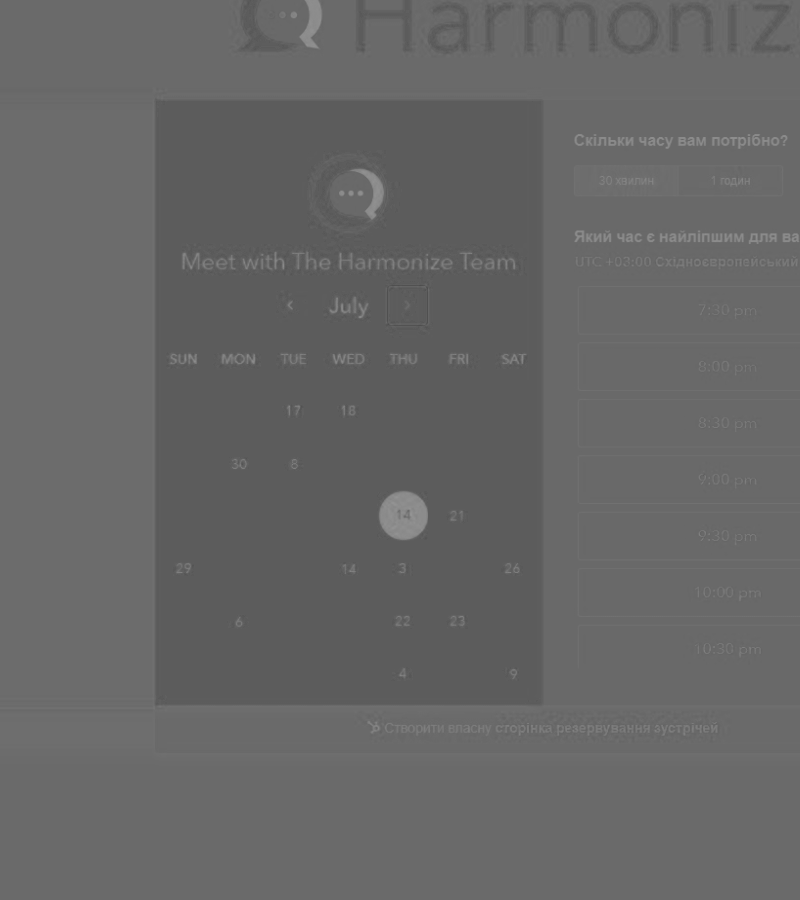 Harmoniz
Meet with The Harmonize Team
July
SUN MON TUE WED THU FRI SAT
17 18
30 8
14 21
29 14 3 26
6 22 23
4 9
Скільки часу вам потрібно?
30 хвилин 1 годин
Який час є найліпшим для ва
UTC +03:00 Східноєвропейський
7:30 pm
8:00 pm
8:30 pm
9:00 pm
9:30 pm
10:00 pm
10:30 pm
Створити власну сторінка резервування зустрічей